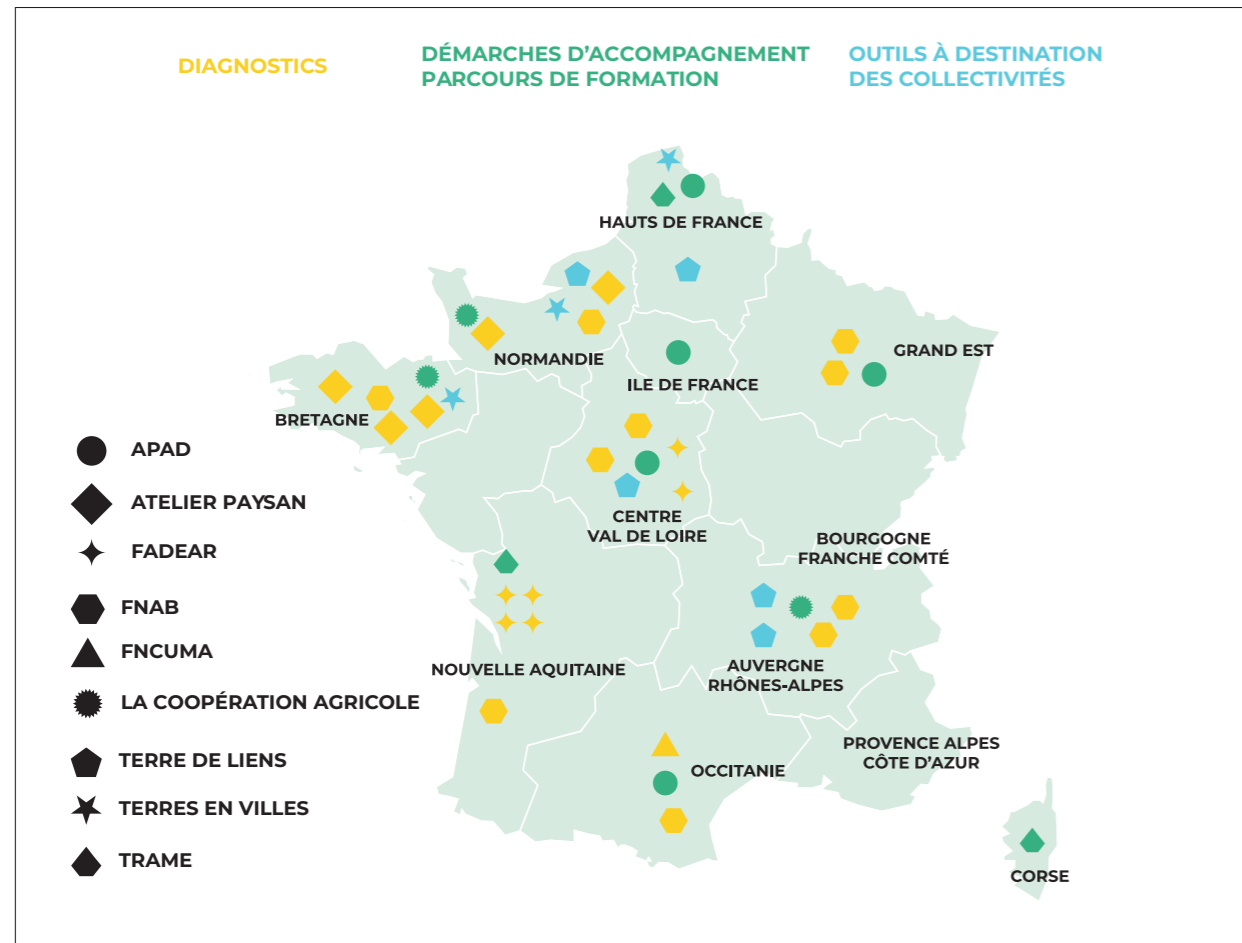 DIAGNOSTICS
DÉMARCHES D'ACCOMPAGNEMENT
PARCOURS DE FORMATION
OUTILS À DESTINATION
DES COLLECTIVITÉS
HAUTS DE FRANCE
NORMANDIE
ILE DE FRANCE
GRAND EST
BRETAGNE
CENTRE
VAL DE LOIRE
BOURGOGNE
FRANCHE COMTÉ
NOUVELLE AQUITAINE
AUVERGNE
RHÔNES-ALPES
OCCITANIE
PROVENCE ALPES
CÔTE D'AZUR
CORSE
APAD
ATELIER PAYSAN
FADEAR
FNAB
FNCUMA
LA COOPÉRATION AGRICOLE
TERRE DE LIENS
TERRES EN VILLES
TRAME